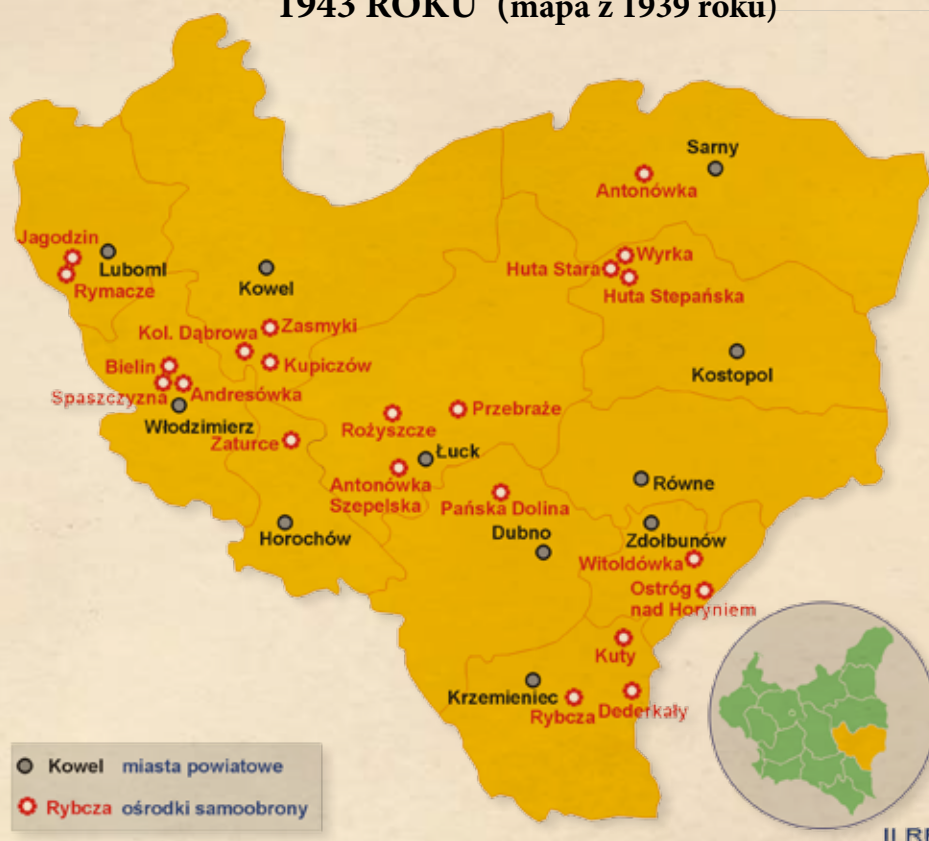 1943 ROKU (mapa z 1939 roku)
Sarny
Antonówka
Jagodzin
Luboml
Rymacze
Kowel
Wyrka
Huta Stara
Huta Stepańska
Kol. Dąbrowa
Zasmyki
Kupiczów
Bielin
Spaszczyzna
Andresówka
Włodzimierz
Kostopol
Zaturce
Rożyszcze
Przebraże
Łuck
Antonówka
Szepelska
Pańska Dolina
Równe
Horochów
Dubno
Zdołbunów
Witoldówka
Ostróg
nad Horyniem
Kuty
Krzemieniec
Rybcza
Dederkały
Kowel miasta powiatowe
Rybcza ośrodki samoobrony